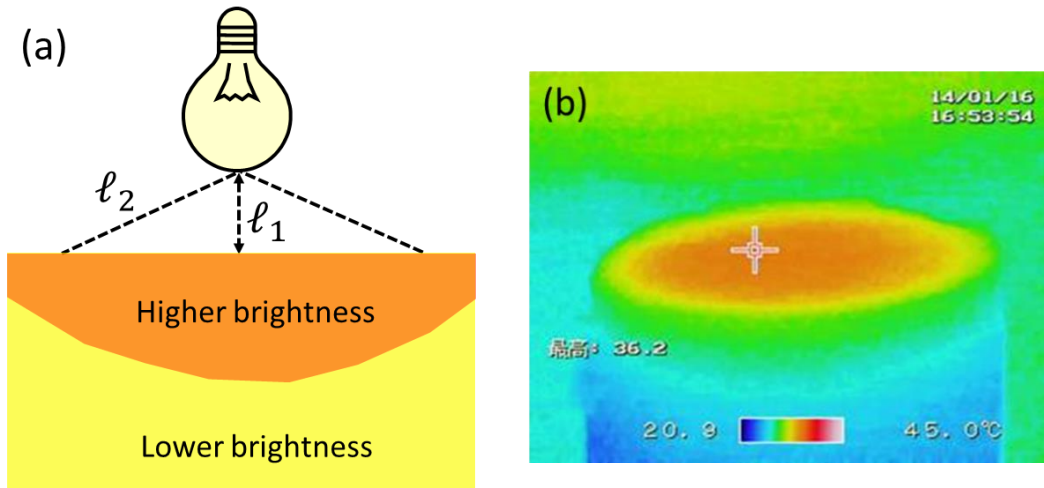 (a)
ℓ2
ℓ1
Higher brightness
Lower brightness
(b)
14/01/16
16:53:54
最高: 36.2
20.9
45.0℃